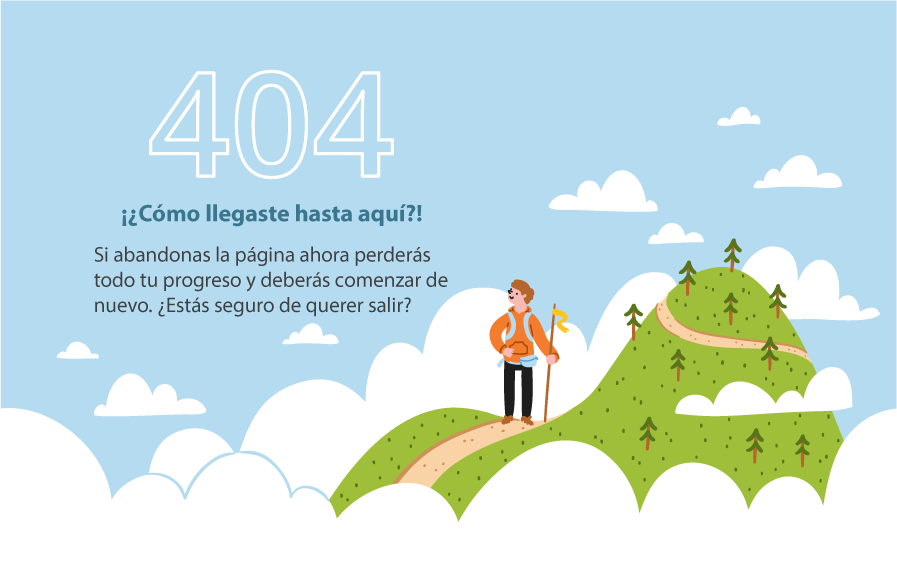 404
¡¿Cómo llegaste hasta aquí?!
Si abandonas la página ahora perderás
todo tu progreso y deberás comenzar de
nuevo. ¿Estás seguro de querer salir?